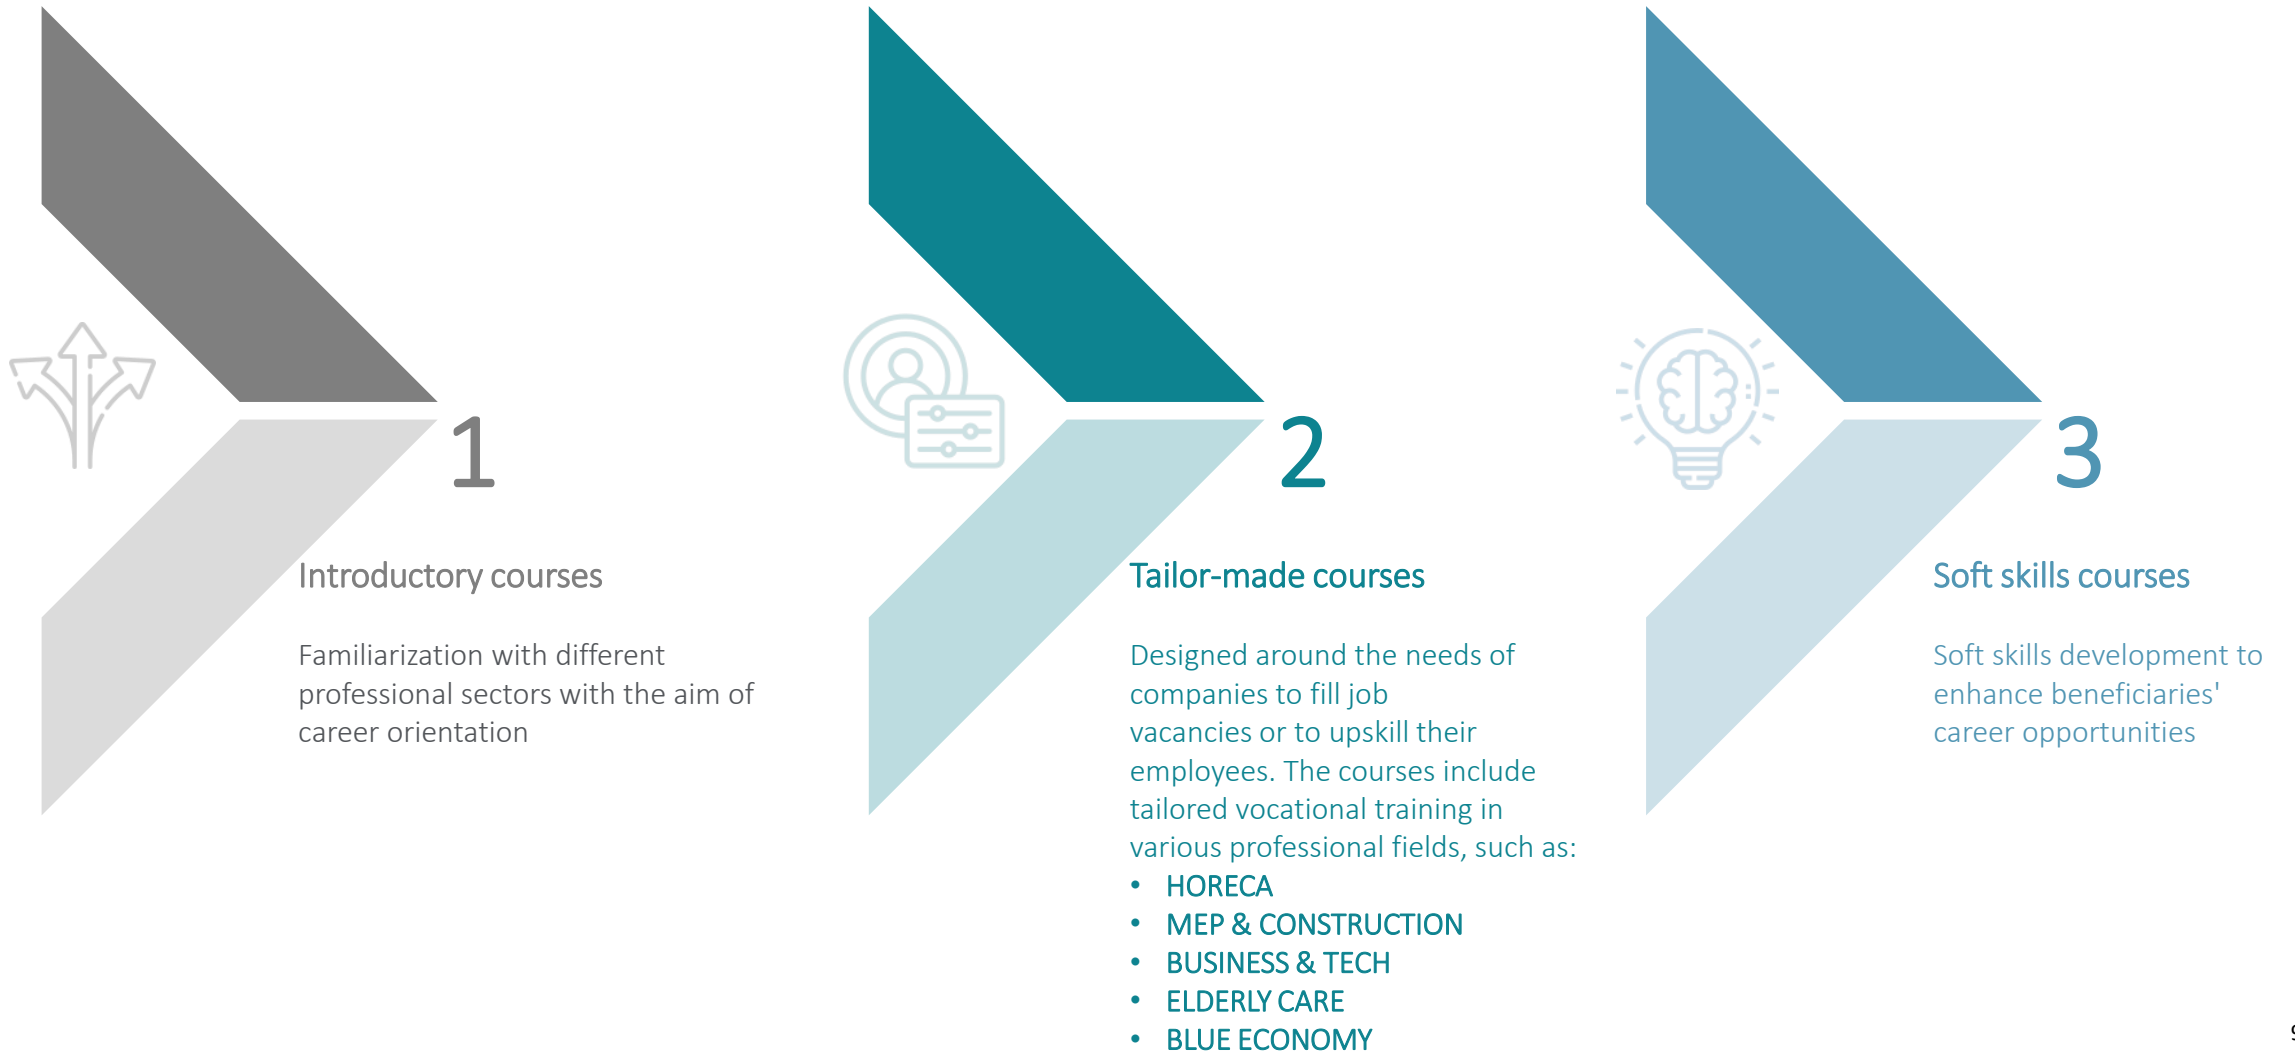 1
Introductory courses
Familiarization with different
professional sectors with the aim of
career orientation
2
Tailor-made courses
Designed around the needs of
companies to fill job
vacancies or to upskill their
employees. The courses include
tailored vocational training in
various professional fields, such as:
• HORECA
• MEP & CONSTRUCTION
• BUSINESS & TECH
• ELDERLY CARE
• BLUE ECONOMY
3
Soft skills courses
Soft skills development to
enhance beneficiaries'
career opportunities